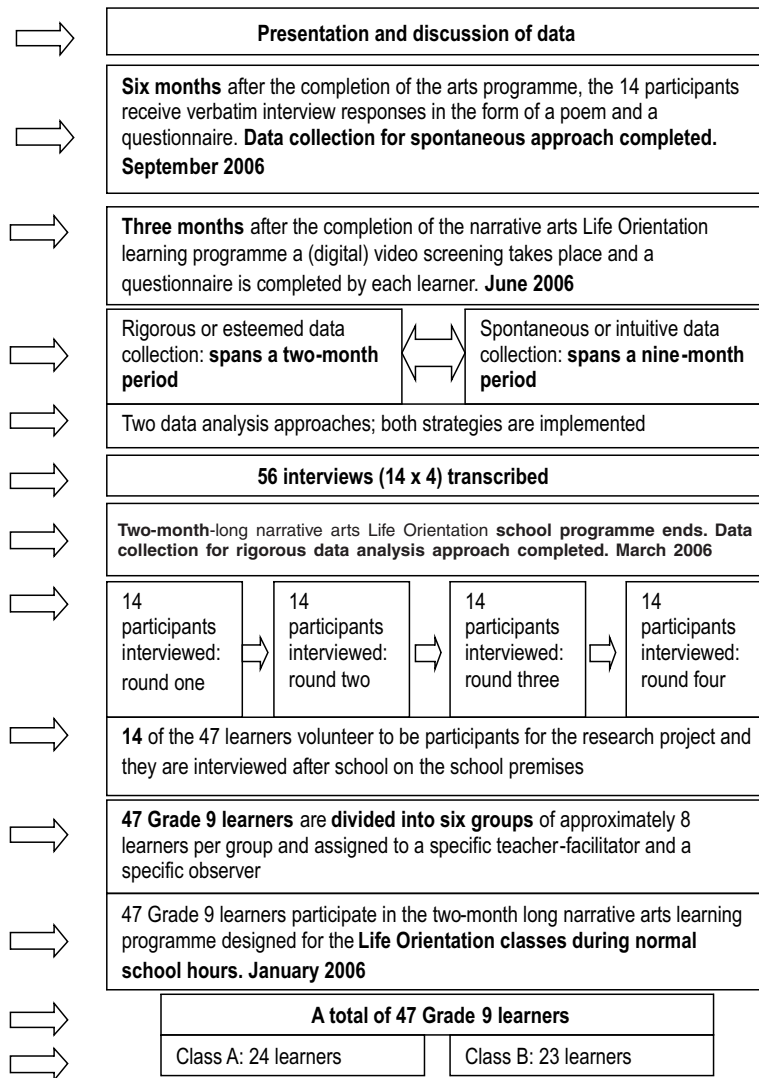 Presentation and discussion of data
Six months after the completion of the arts programme, the 14 participants
receive verbatim interview responses in the form of a poem and a
questionnaire. Data collection for spontaneous approach completed.
September 2006
Three months after the completion of the narrative arts Life Orientation
learning programme a (digital) video screening takes place and a
questionnaire is completed by each learner. June 2006
Rigorous or esteemed data
collection: spans a two-month
period
Spontaneous or intuitive data
collection: spans a nine-month
period
Two data analysis approaches; both strategies are implemented
56 interviews (14 x 4) transcribed
Two-month-long narrative arts Life Orientation school programme ends. Data
collection for rigorous data analysis approach completed. March 2006
14
participants
interviewed:
round one
14
participants
interviewed:
round two
14
participants
interviewed:
round three
14
participants
interviewed:
round four
14 of the 47 learners volunteer to be participants for the research project and
they are interviewed after school on the school premises
47 Grade 9 learners are divided into six groups of approximately 8
learners per group and assigned to a specific teacher-facilitator and a
specific observer
47 Grade 9 learners participate in the two-month long narrative arts learning
programme designed for the Life Orientation classes during normal
school hours. January 2006
A total of 47 Grade 9 learners
Class A: 24 learners
Class B: 23 learners